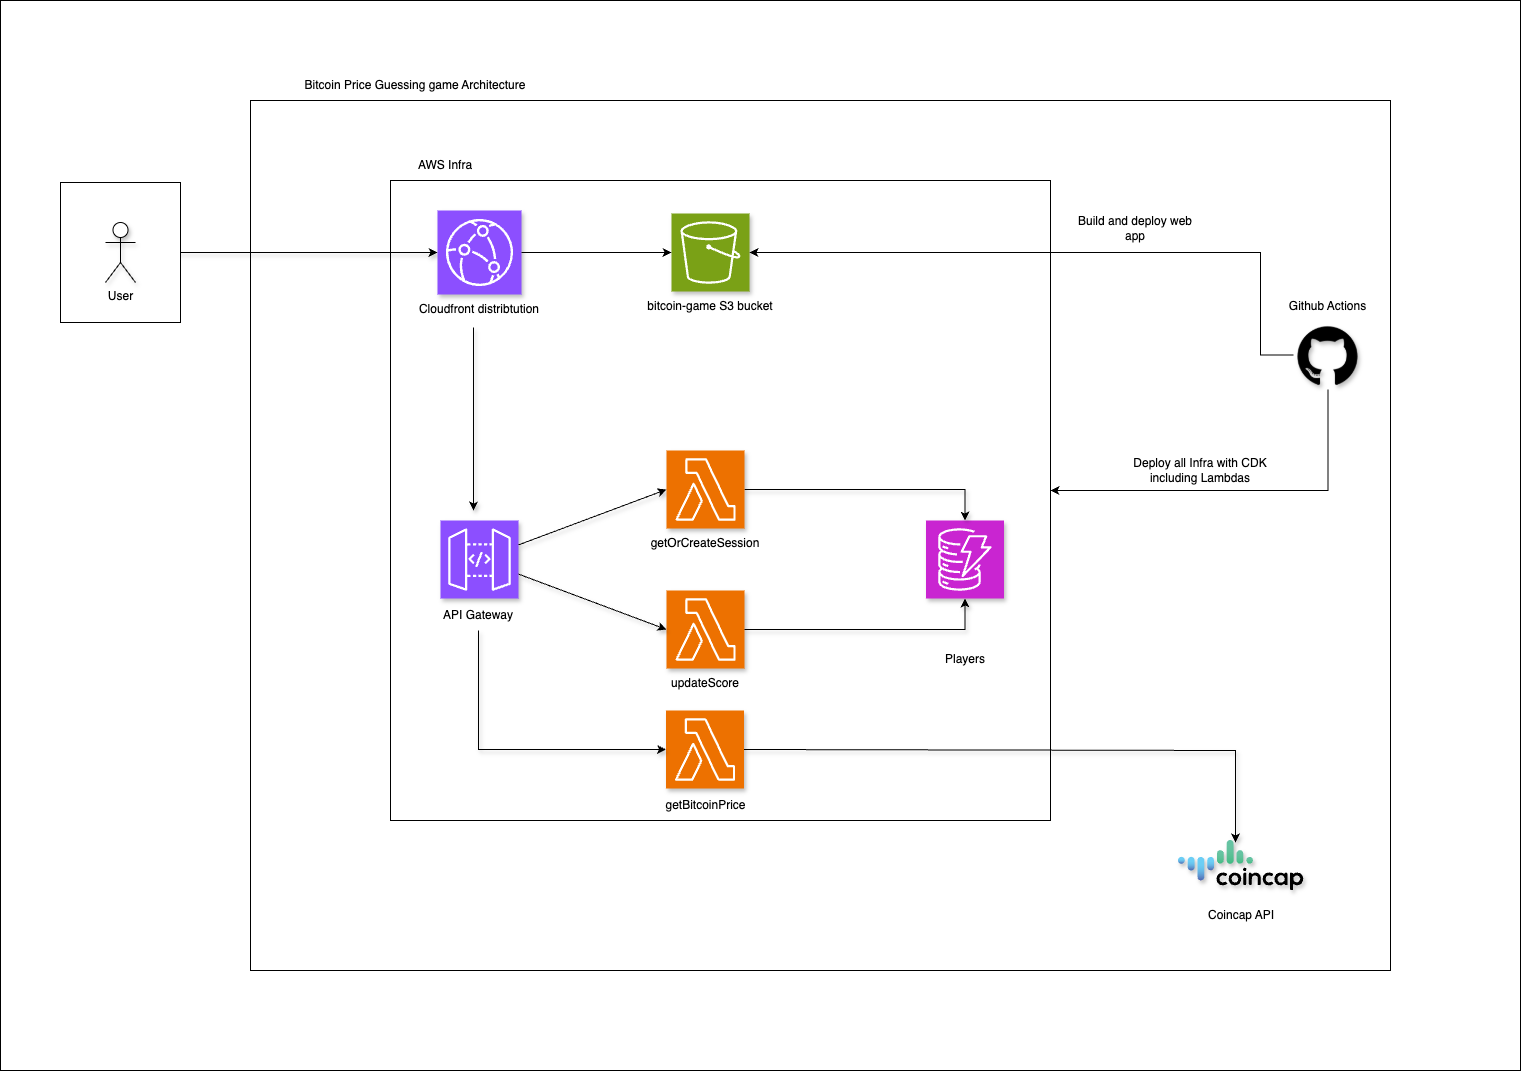 Bitcoin Price Guessing game Architecture
AWS Infra
Build and deploy web
app
User
Cloudfront distribtution
bitcoin-game S3 bucket
Github Actions
Deploy all Infra with CDK
including Lambdas
getOrCreateSession
</>
API Gateway
Players
updateScore
getBitcoinPrice
coincap
Coincap API